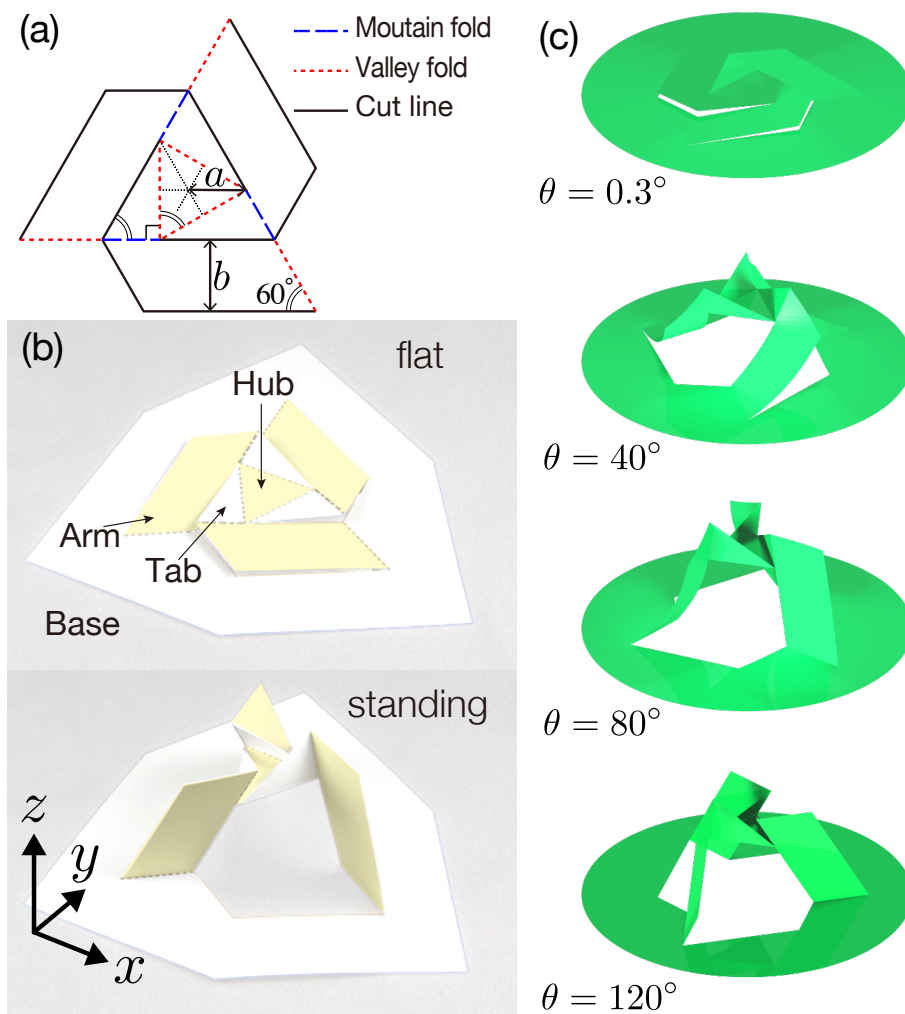 (a)
Moutain fold
Valley fold
Cut line
a
b
60°
(b)
flat
Hub
Arm
Tab
Base
standing
z
y
x
(c)
θ = 0.3°
θ = 40°
θ = 80°
θ = 120°